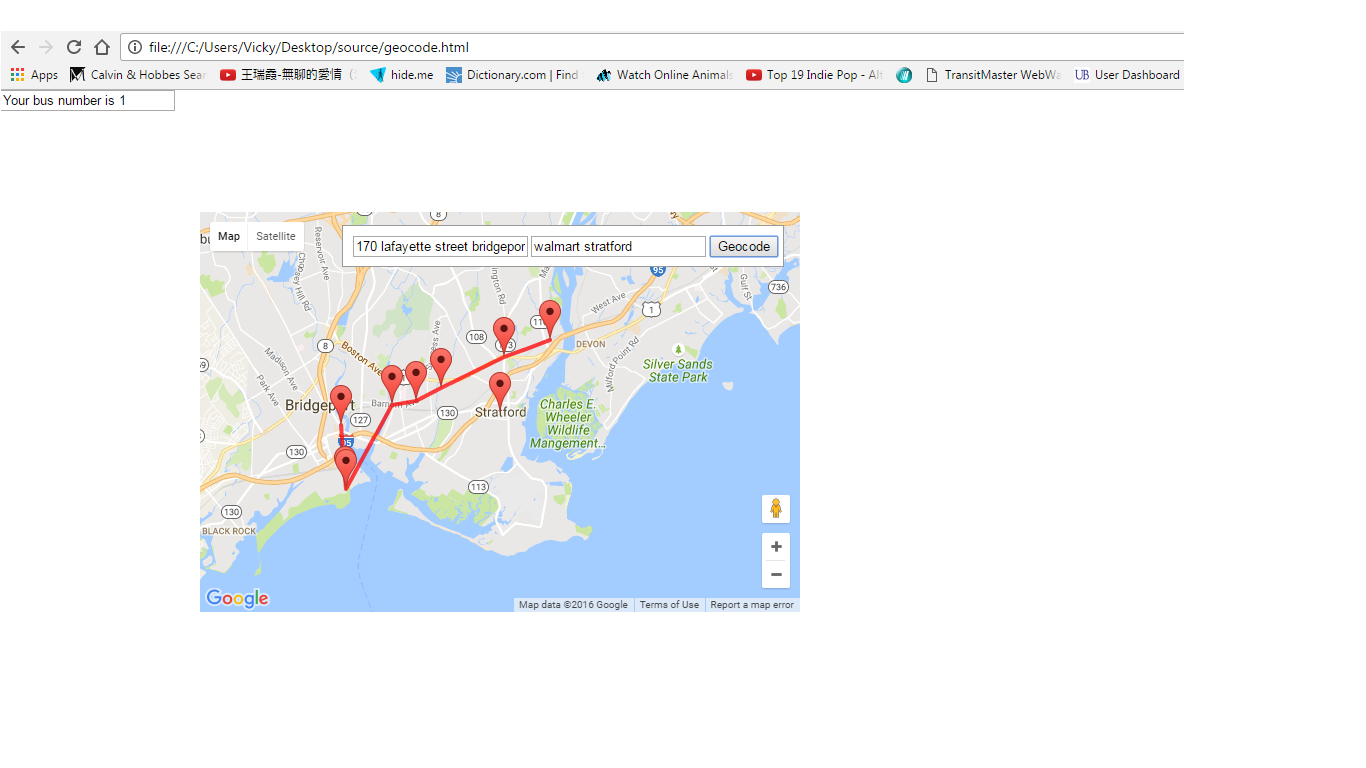 file:///C:/Users/Vicky/Desktop/source/geocode.html
Apps Calvin & Hobbes Sear 王瑞霞-無聊的愛情 hide.me Dictionary.com | Find Watch Online Animals Top 19 Indie Pop - Alt TransitMaster WebWa UB User Dashboard
Your bus number is 1
Map Satellite
170 lafayette street bridgepor walmart stratford Geocode
Reservoir Ave
Choosey Hill Rd
8
95
736
Gulf St
West Ave
1
108
8
Boston Ave
DEVON
Milford Point Rd
Madison Ave
Park Ave
Silver Sands
State Park
Bridgeport
127
130
Stratford
Charles E.
Wheeler
Wildlife
Mangement...
95
130
113
130
BLACK ROCK
Google
Map data ©2016 Google Terms of Use Report a map error